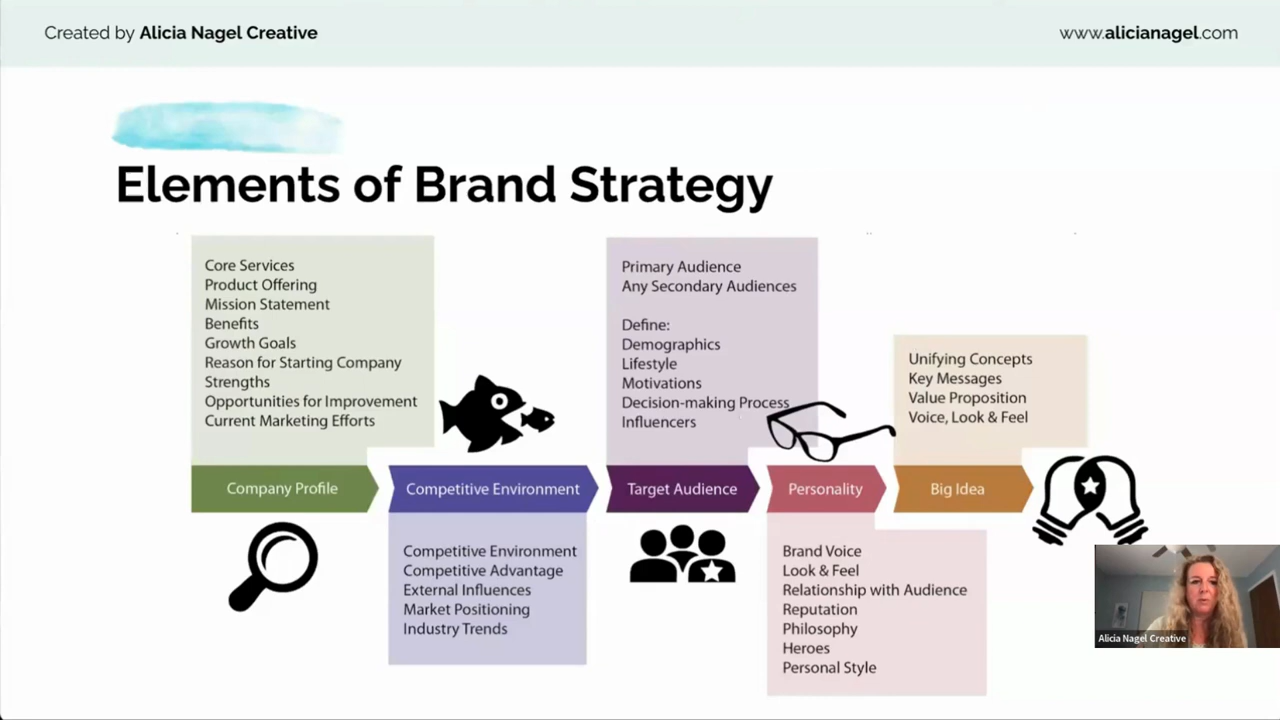 Created by Alicia Nagel Creative
www.alicianagel.com
Elements of Brand Strategy
Core Services
Product Offering
Mission Statement
Benefits
Growth Goals
Reason for Starting Company
Strengths
Opportunities for Improvement
Current Marketing Efforts
Primary Audience
Any Secondary Audiences
Define:
Demographics
Lifestyle
Motivations
Decision-making Process
Influencers
Unifying Concepts
Key Messages
Value Proposition
Voice, Look & Feel
Company Profile
Competitive Environment
Target Audience
Personality
Big Idea
Competitive Environment
Competitive Advantage
External Influences
Market Positioning
Industry Trends
Brand Voice
Look & Feel
Relationship with Audience
Reputation
Philosophy
Heroes
Personal Style
Alicia Nagel Creative